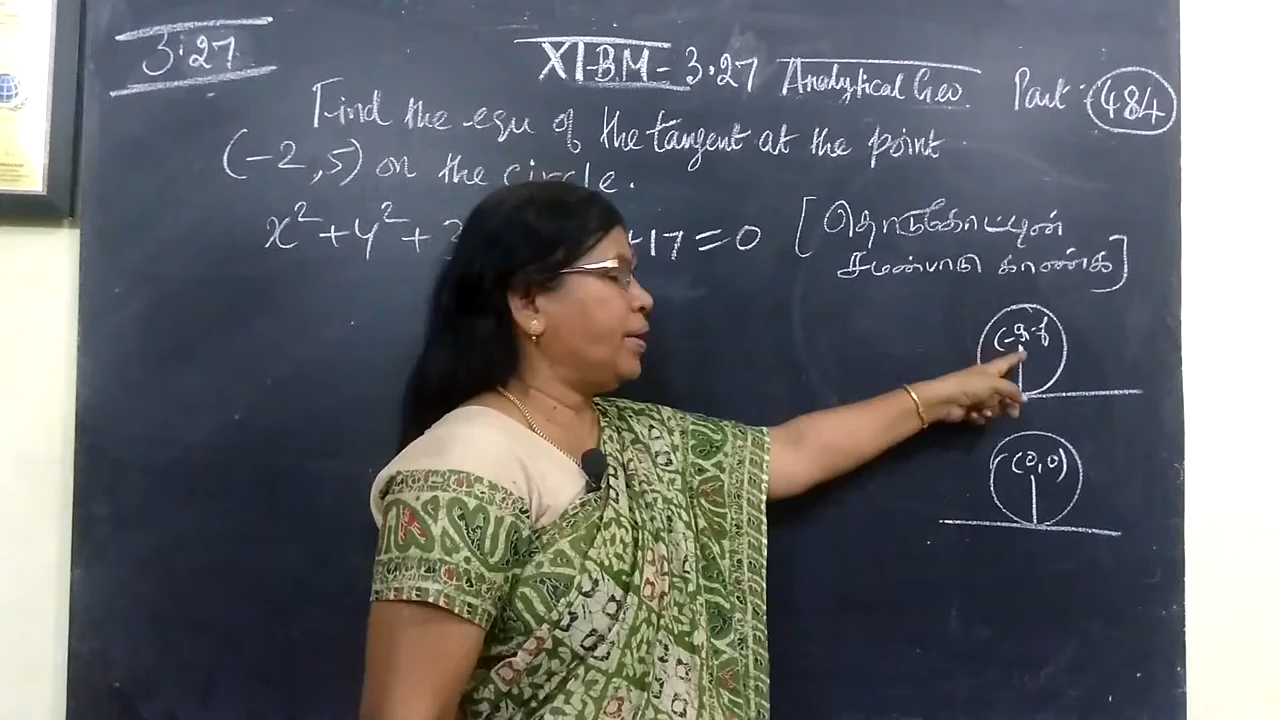 3:27
XI-B.M-3.27 Analytical Geo Part: 484
Find the equ of the tangent at the point
(-2,5) on the circle.
x²+y²+3 +17=0 [தொடுகோட்டின்
சமன்பாடு காண்க]
(-g,-f
(0,0)